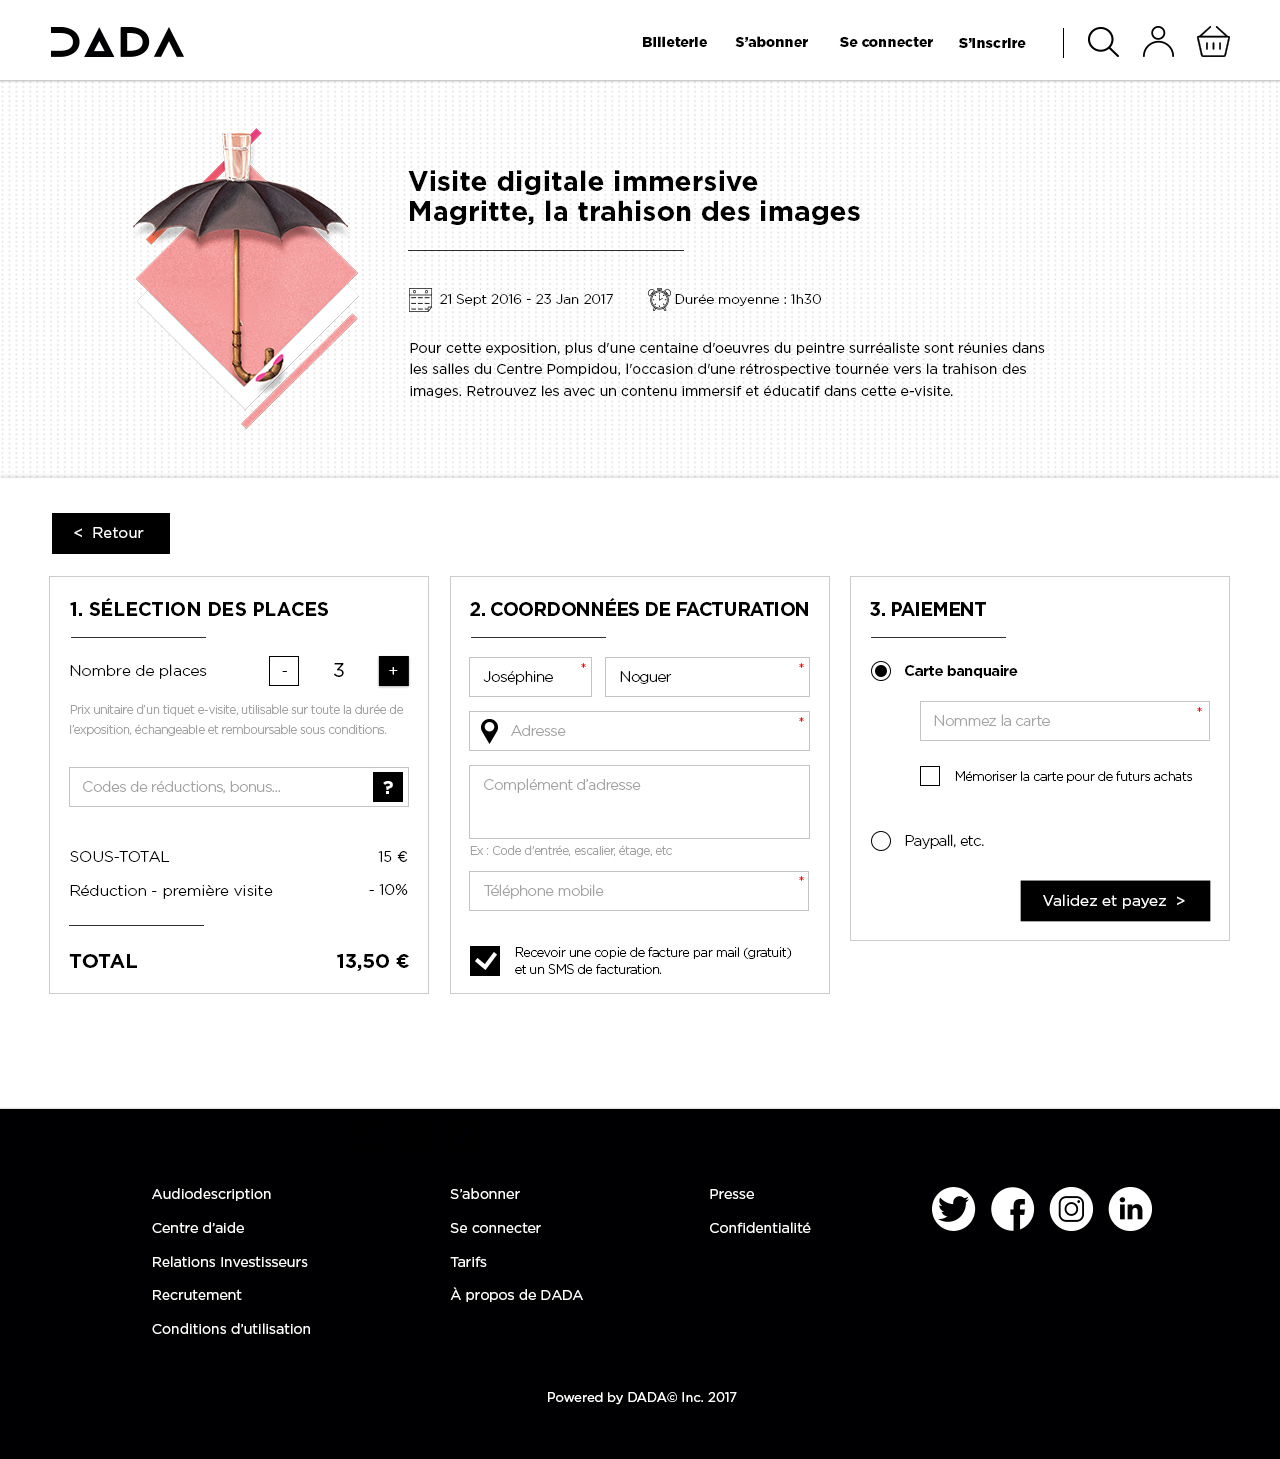 DADA
Billeterie
S'abonner
Se connecter
S'inscrire
Visite digitale immersive
Magritte, la trahison des images
21 Sept 2016 - 23 Jan 2017
Durée moyenne : 1h30
Pour cette exposition, plus d'une centaine d'oeuvres du peintre surréaliste sont réunies dans
les salles du Centre Pompidou, l'occasion d'une rétrospective tournée vers la trahison des
images. Retrouvez les avec un contenu immersif et éducatif dans cette e-visite.
< Retour
1. SÉLECTION DES PLACES
Nombre de places
- 3 +
Prix unitaire d'un tiquet e-visite, utilisable sur toute la durée de
l'exposition, échangeable et remboursable sous conditions.
Codes de réductions, bonus... ?
SOUS-TOTAL 15 €
Réduction - première visite - 10%
TOTAL 13,50 €
2. COORDONNÉES DE FACTURATION
Joséphine *
Noguer *
Adresse *
Complément d'adresse
Ex : Code d'entrée, escalier, étage, etc
Téléphone mobile *
Recevoir une copie de facture par mail (gratuit)
et un SMS de facturation.
3. PAIEMENT
Carte banquaire
Nommez la carte *
Mémoriser la carte pour de futurs achats
Paypall, etc.
Validez et payez >
Audiodescription
Centre d'aide
Relations Investisseurs
Recrutement
Conditions d'utilisation
S'abonner
Se connecter
Tarifs
À propos de DADA
Presse
Confidentialité
in
Powered by DADA© Inc. 2017